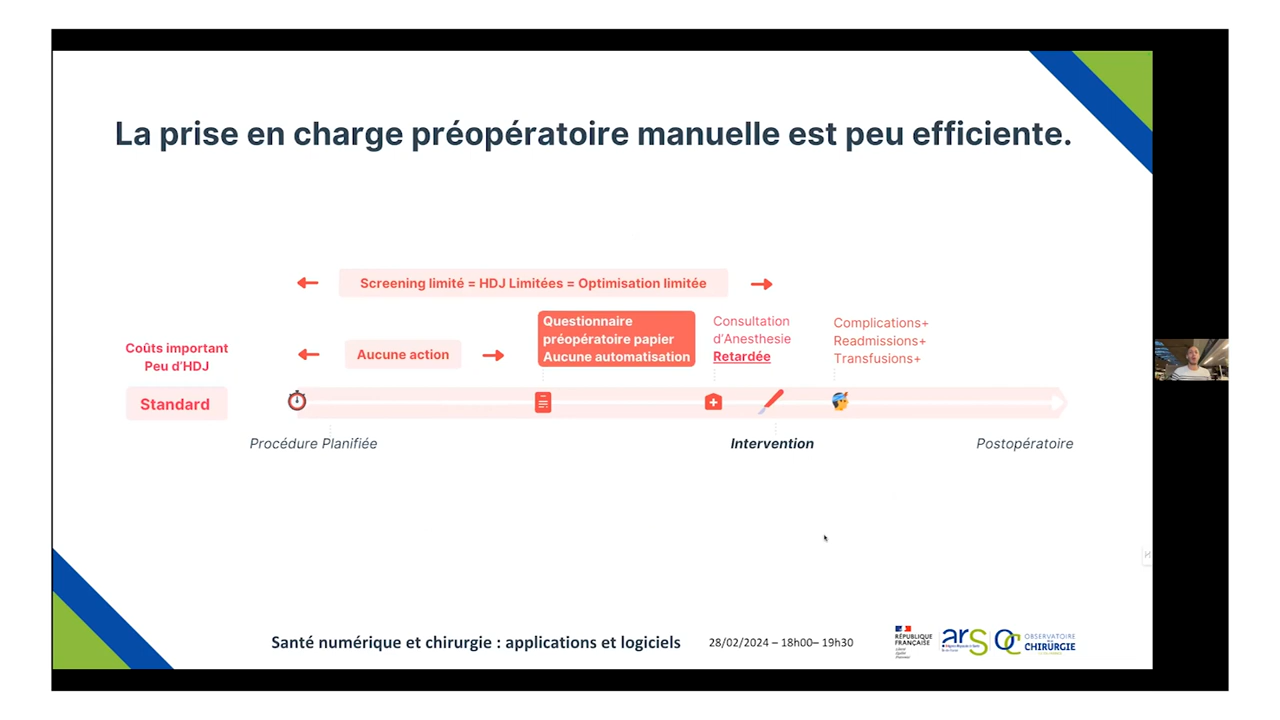 La prise en charge préopératoire manuelle est peu efficiente.
Screening limité = HDJ Limitées = Optimisation limitée
Coûts important
Peu d'HDJ
Standard
Aucune action
Questionnaire
préopératoire papier
Aucune automatisation
Consultation
d'Anesthesie
Retardée
Complications+
Readmissions+
Transfusions+
Procédure Planifiée
Intervention
Postopératoire
Santé numérique et chirurgie : applications et logiciels
28/02/2024 – 18h00– 19h30
RÉPUBLIQUE
FRANÇAISE
ars
OC
OBSERVATOIRE
CHIRURGIE